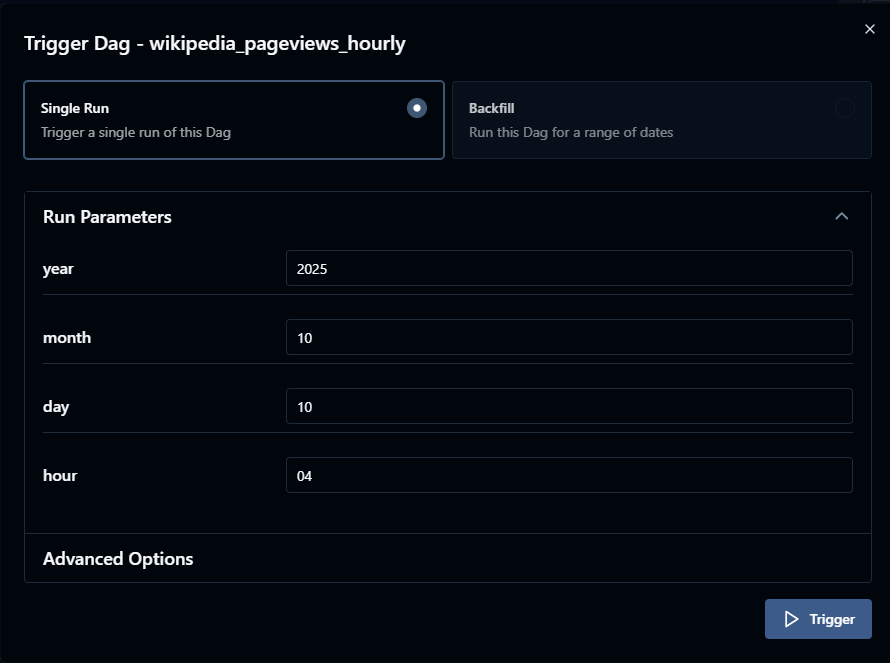 Trigger Dag - wikipedia_pageviews_hourly
Single Run
Trigger a single run of this Dag
Backfill
Run this Dag for a range of dates
Run Parameters
year
2025
month
10
day
10
hour
04
Advanced Options
Trigger